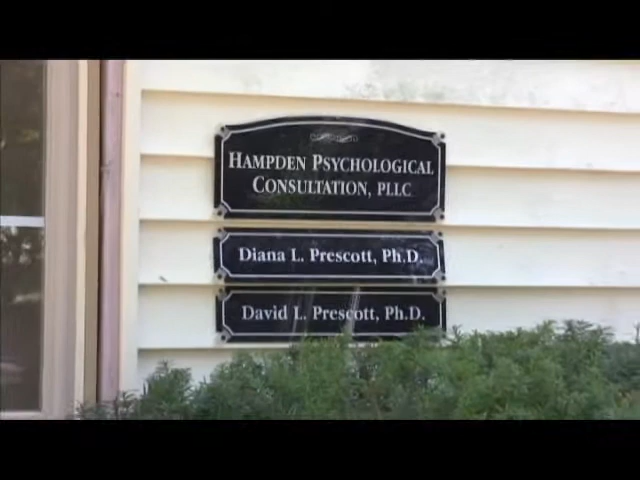 HAMPDEN PSYCHOLOGICAL
CONSULTATION, PLLC
Diana L. Prescott, Ph.D.
David L. Prescott, Ph.D.